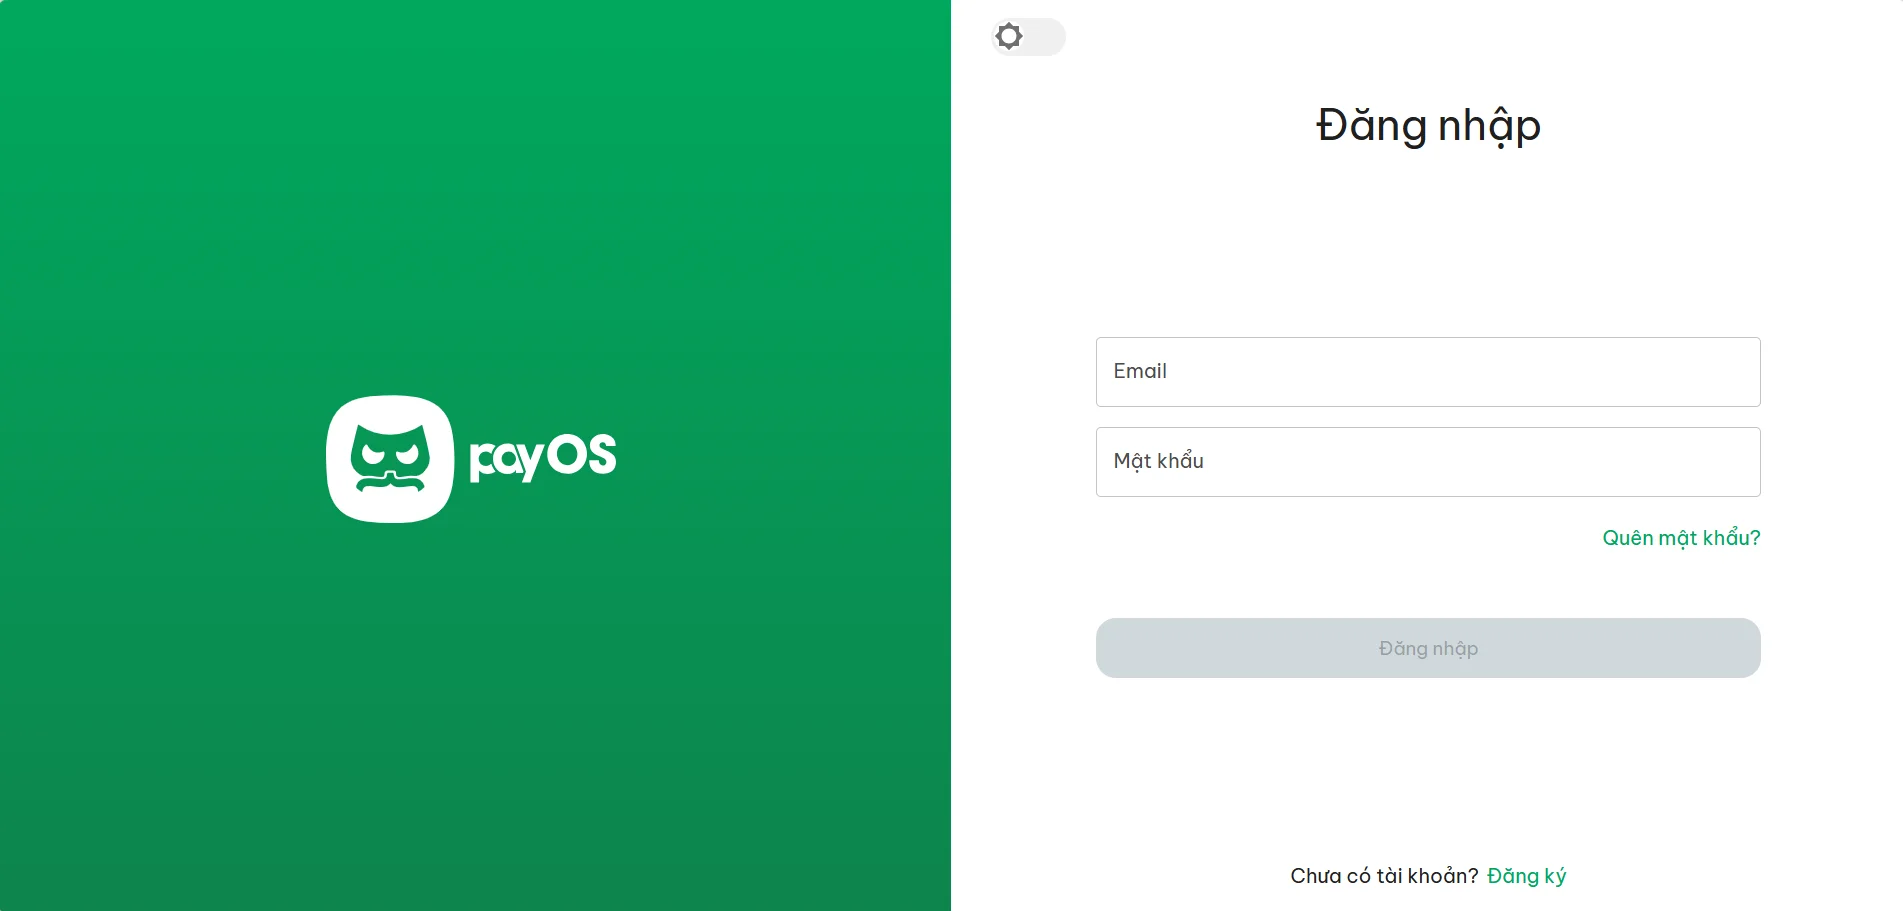 payOS
Đăng nhập
Email
Mật khẩu
Quên mật khẩu?
Đăng nhập
Chưa có tài khoản? Đăng ký